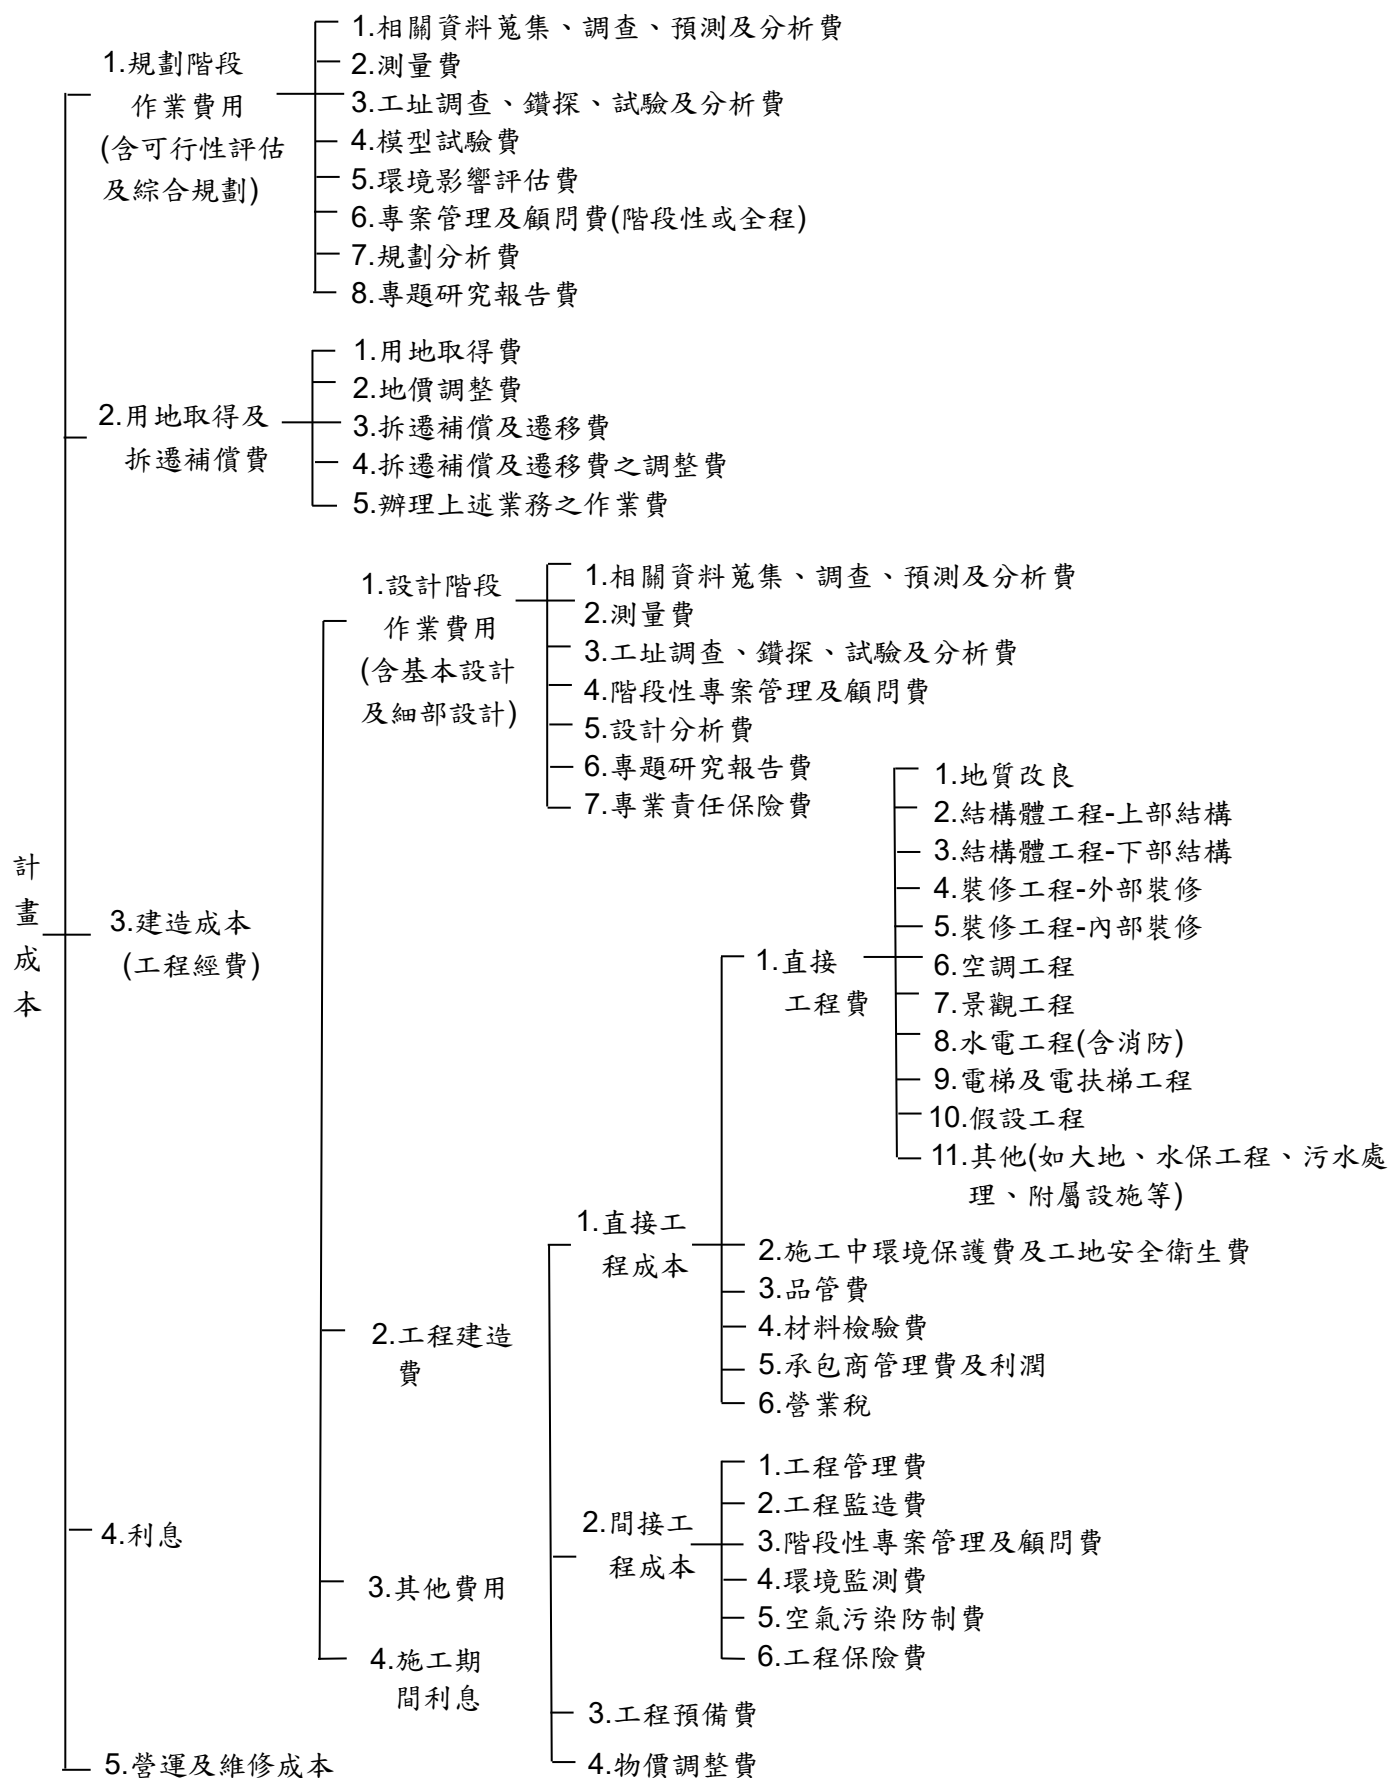 1.相關資料蒐集、調查、預測及分析費
1.規劃階段
作業費用
(含可行性評估
及綜合規劃)
2.測量費
3.工址調查、鑽探、試驗及分析費
4.模型試驗費
5.環境影響評估費
6.專案管理及顧問費(階段性或全程)
7.規劃分析費
8.專題研究報告費
2.用地取得及
拆遷補償費
1.用地取得費
2.地價調整費
3.拆遷補償及遷移費
4.拆遷補償及遷移費之調整費
5.辦理上述業務之作業費
計
畫
成
本
3.建造成本
(工程經費)
1.設計階段
作業費用
(含基本設計
及細部設計)
1.相關資料蒐集、調查、預測及分析費
2.測量費
3.工址調查、鑽探、試驗及分析費
4.階段性專案管理及顧問費
5.設計分析費
6.專題研究報告費
7.專業責任保險費
2.工程建造
費
1.直接工
程成本
1.直接
工程費
1.地質改良
2.結構體工程-上部結構
3.結構體工程-下部結構
4.裝修工程-外部裝修
5.裝修工程-內部裝修
6.空調工程
7.景觀工程
8.水電工程(含消防)
9.電梯及電扶梯工程
10.假設工程
11.其他(如大地、水保工程、污水處
理、附屬設施等)
2.施工中環境保護費及工地安全衛生費
3.品管費
4.材料檢驗費
5.承包商管理費及利潤
6.營業稅
2.間接工
程成本
1.工程管理費
2.工程監造費
3.階段性專案管理及顧問費
4.環境監測費
5.空氣污染防制費
6.工程保險費
3.工程預備費
4.物價調整費
3.其他費用
4.施工期
間利息
4.利息
5.營運及維修成本